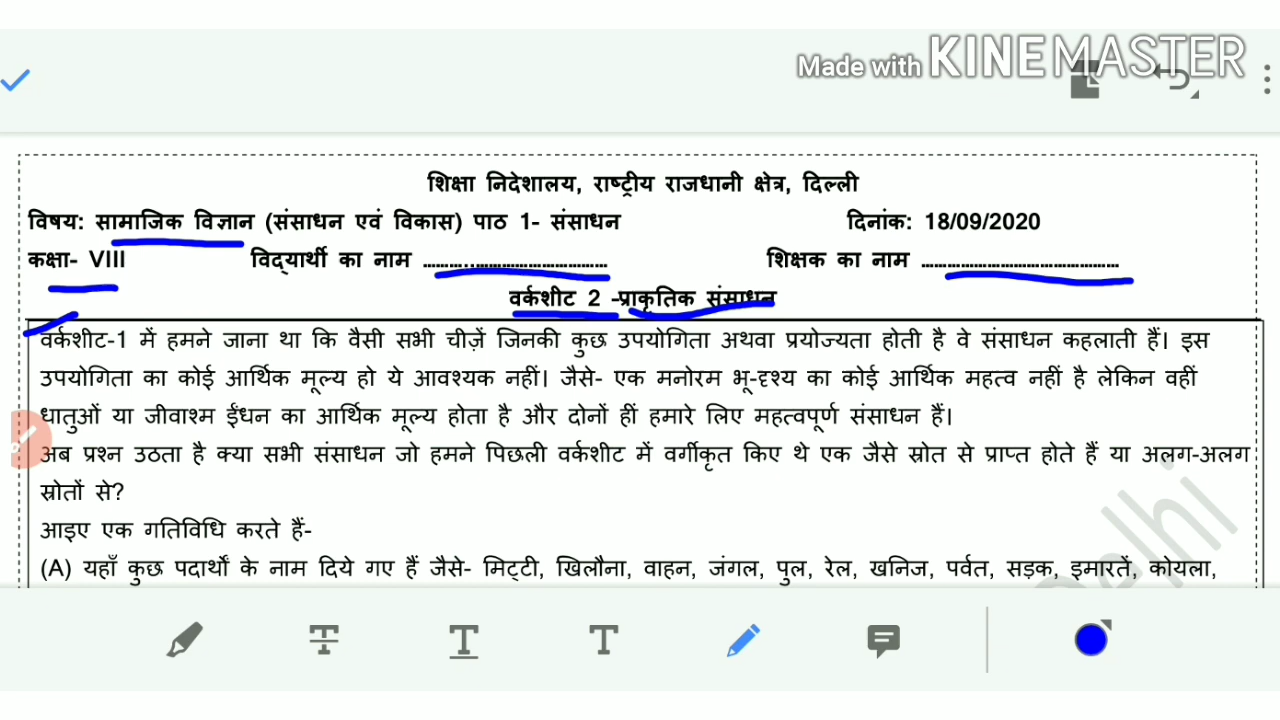 Made with KINEMASTER
शिक्षा निदेशालय, राष्ट्रीय राजधानी क्षेत्र, दिल्ली
विषय: सामाजिक विज्ञान (संसाधन एवं विकास) पाठ 1- संसाधन दिनांक: 18/09/2020
कक्षा- VIII विद्यार्थी का नाम ................................ शिक्षक का नाम ...................................
वर्कशीट 2 -प्राकृतिक संसाधन
वर्कशीट-1 में हमने जाना था कि वैसी सभी चीज़ें जिनकी कुछ उपयोगिता अथवा प्रयोज्यता होती है वे संसाधन कहलाती हैं। इस
उपयोगिता का कोई आर्थिक मूल्य हो ये आवश्यक नहीं। जैसे- एक मनोरम भू-दृश्य का कोई आर्थिक महत्व नहीं है लेकिन वहीं
धातुओं या जीवाश्म ईंधन का आर्थिक मूल्य होता है और दोनों हीं हमारे लिए महत्वपूर्ण संसाधन हैं।
अब प्रश्न उठता है क्या सभी संसाधन जो हमने पिछली वर्कशीट में वर्गीकृत किए थे एक जैसे स्रोत से प्राप्त होते हैं या अलग-अलग
स्रोतों से?
आइए एक गतिविधि करते हैं-
(A) यहाँ कुछ पदार्थों के नाम दिये गए हैं जैसे- मिट्टी, खिलौना, वाहन, जंगल, पुल, रेल, खनिज, पर्वत, सड़क, इमारतें, कोयला,
elhi
T T T